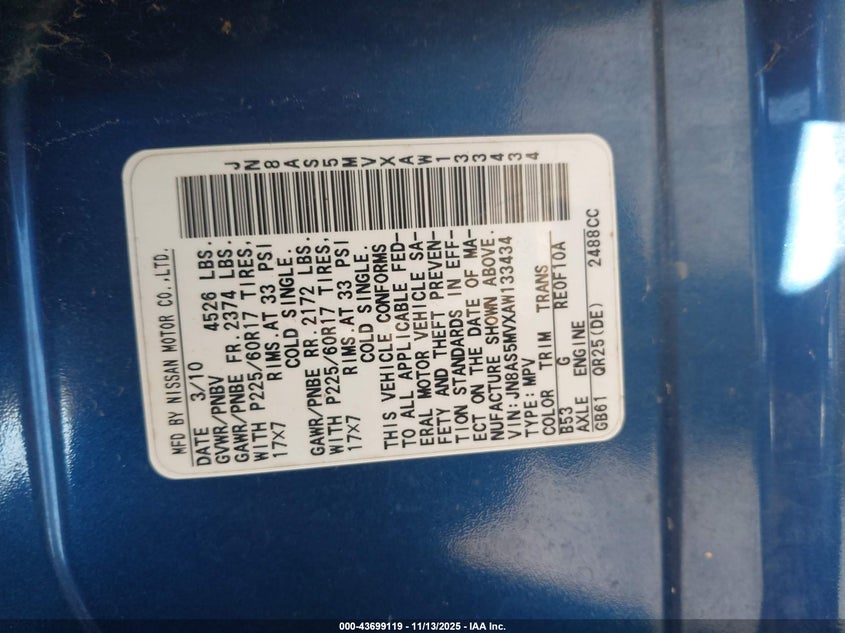 JN8AS5MVXAW133434
MFD BY NISSAN MOTOR CO.,LTD.
DATE 3/10
GVWR/PNBV 4526 LBS.
GAWR/PNBE FR. 2374 LBS.
WITH P225/60R17 TIRES,
17X7 RIMS.AT 33 PSI
COLD SINGLE.
GAWR/PNBE RR. 2172 LBS.
WITH P225/60R17 TIRES,
17X7 RIMS.AT 33 PSI
COLD SINGLE.
THIS VEHICLE CONFORMS
TO ALL APPLICABLE FED-
ERAL MOTOR VEHICLE SA-
FETY AND THEFT PREVEN-
TION STANDARDS IN EFF-
ECT ON THE DATE OF MA-
NUFACTURE SHOWN ABOVE.
VIN:JN8AS5MVXAW133434
TYPE: MPV
COLOR TRIM TRANS
B53 G RE0F10A
AXLE ENGINE
GB61 QR25(DE) 2488CC
000-43699119 - 11/13/2025 - IAA Inc.